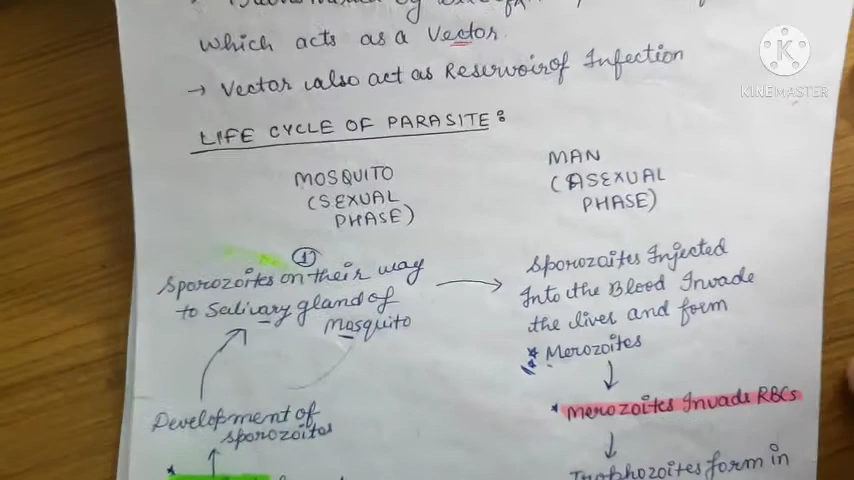 which acts as a Vector.
→ Vector also act as Reservoir of Infection
K
KINEMASTER
LIFE CYCLE OF PARASITE:
MOSQUITO
(SEXUAL
PHASE)
MAN
(ASEXUAL
PHASE)
1
Sporozoites on their way
to Salivary gland of
Mosquito
Sporozoites Injected
Into the Blood Invade
the liver and form
* Merozoites
* Merozoites Invade RBCs
Trophozoites form in
Development of
sporozoites
*